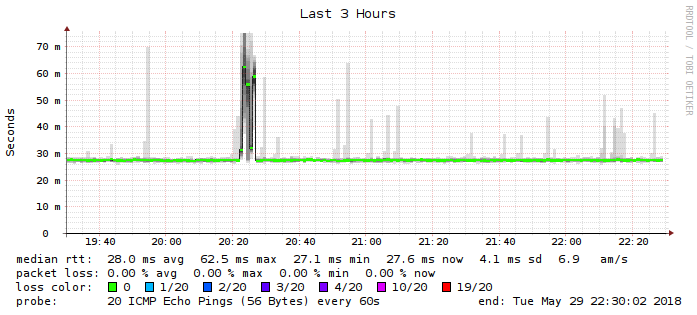 Last 3 Hours
RRDTOOL / TOBI OETIKER
Seconds
70 m
60 m
50 m
40 m
30 m
20 m
10 m
0
19:40 20:00 20:20 20:40 21:00 21:20 21:40 22:00 22:20
median rtt: 28.0 ms avg 62.5 ms max 27.1 ms min 27.6 ms now 4.1 ms sd 6.9 am/s
packet loss: 0.00 % avg 0.00 % max 0.00 % min 0.00 % now
loss color: 0 1/20 2/20 3/20 4/20 10/20 19/20
probe: 20 ICMP Echo Pings (56 Bytes) every 60s end: Tue May 29 22:30:02 2018